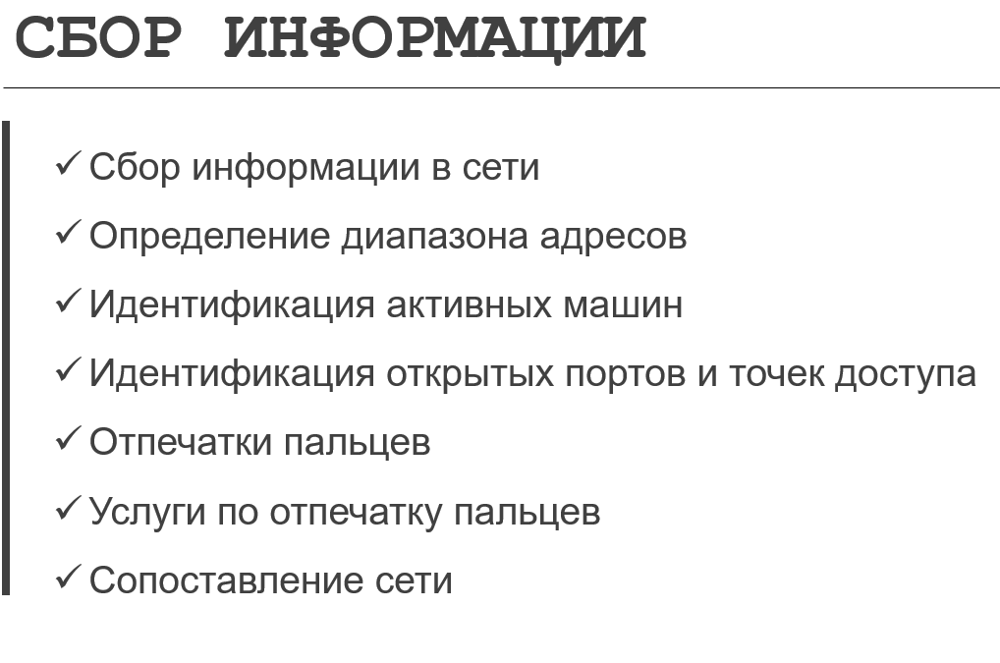 СБОР ИНФОРМАЦИИ
✓ Сбор информации в сети
✓ Определение диапазона адресов
✓ Идентификация активных машин
✓ Идентификация открытых портов и точек доступа
✓ Отпечатки пальцев
✓ Услуги по отпечатку пальцев
✓ Сопоставление сети